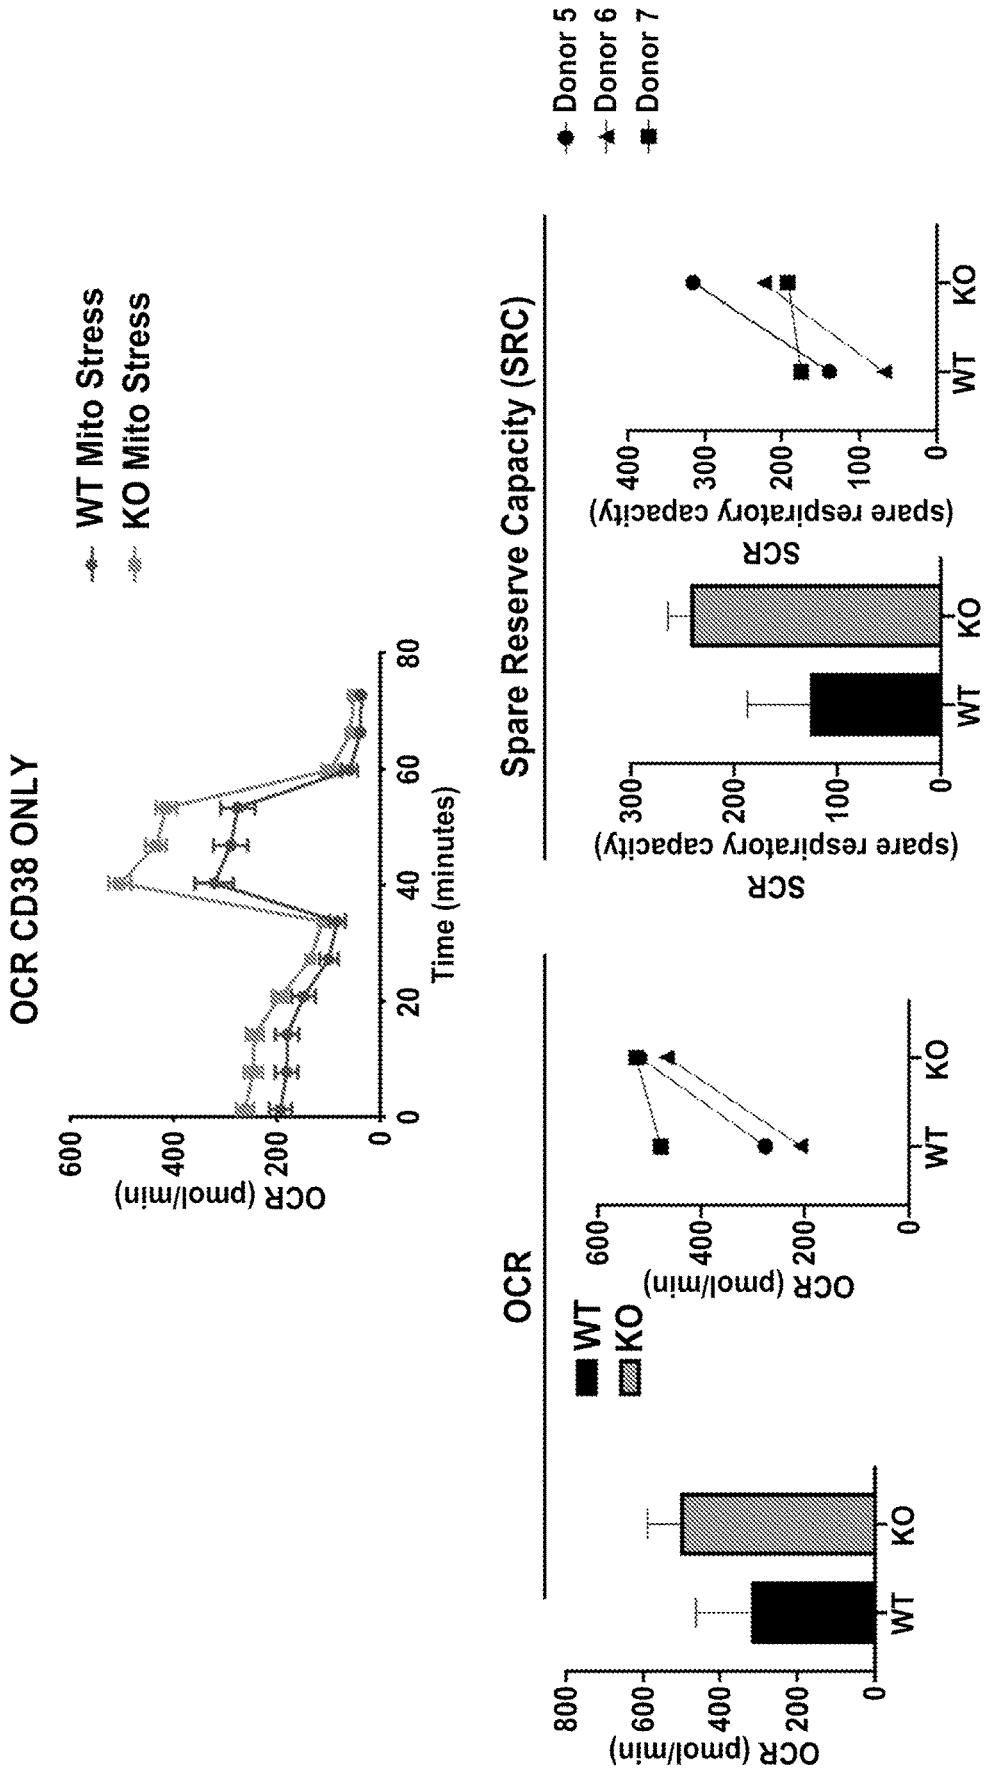 OCR CD38 ONLY
WT Mito Stress
KO Mito Stress
OCR (pmol/min)
600
400
200
0
0
20
40
60
80
Time (minutes)
OCR
WT
KO
OCR (pmol/min)
800
600
400
200
0
WT
KO
OCR (pmol/min)
600
400
200
0
WT
KO
Spare Reserve Capacity (SRC)
SCR
(spare respiratory capacity)
300
200
100
0
WT
KO
SCR
(spare respiratory capacity)
400
300
200
100
0
WT
KO
Donor 5
Donor 6
Donor 7